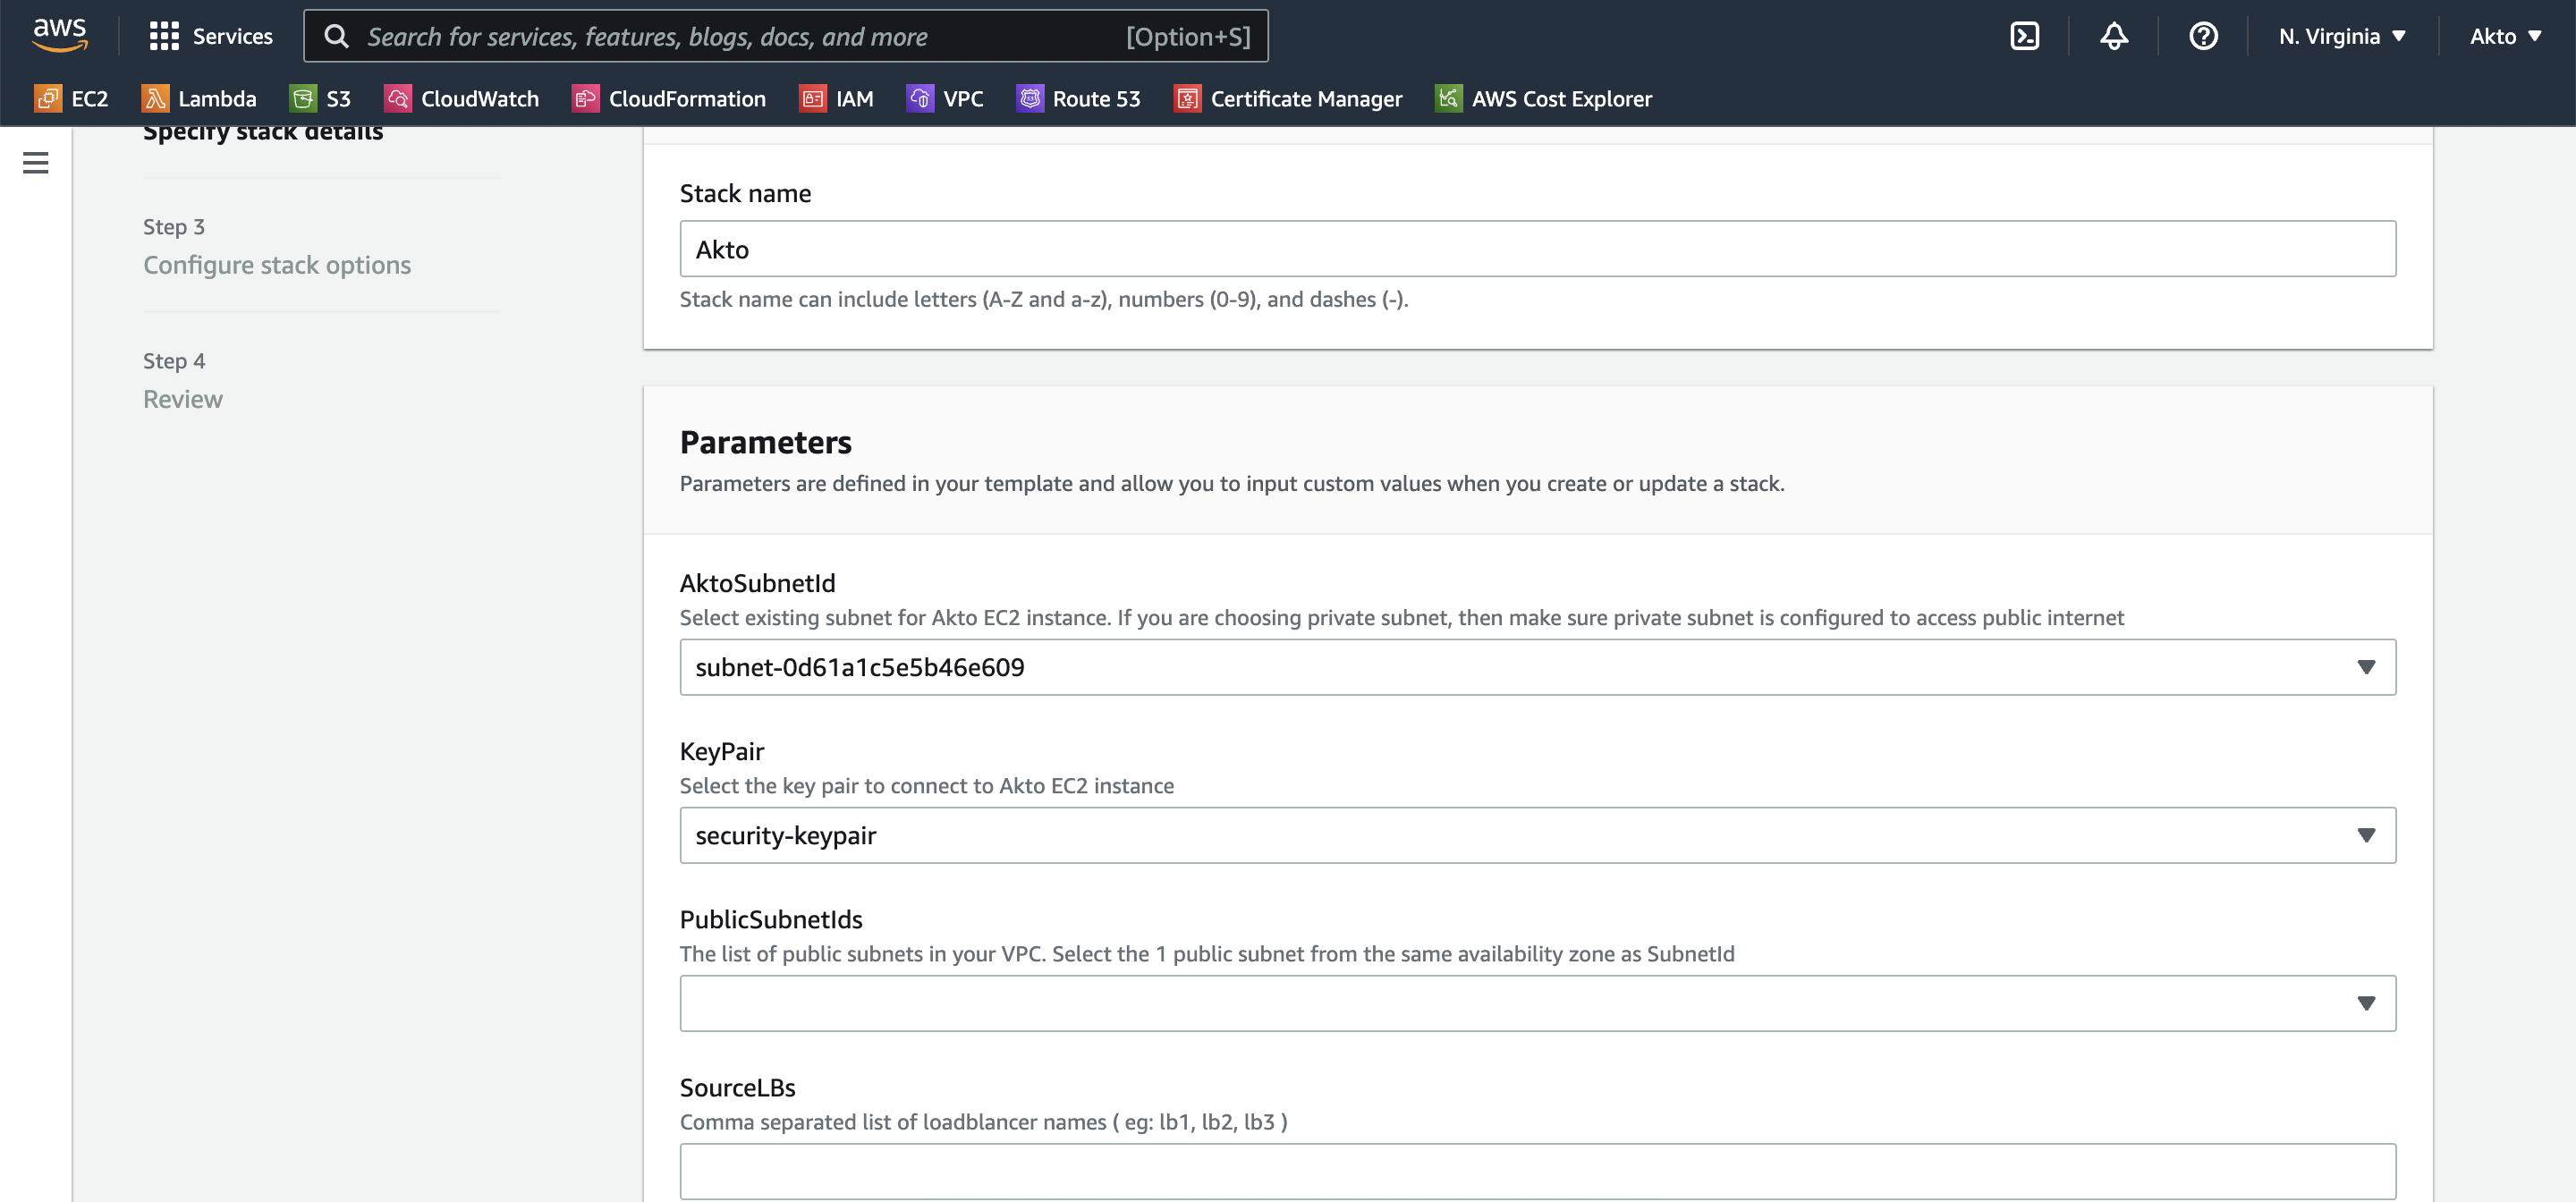 aws
Services
Search for services, features, blogs, docs, and more
[Option+S]
N. Virginia
Akto
EC2
Lambda
S3
CloudWatch
CloudFormation
IAM
VPC
Route 53
Certificate Manager
AWS Cost Explorer
Specify stack details
Step 3
Configure stack options
Step 4
Review
Stack name
Akto
Stack name can include letters (A-Z and a-z), numbers (0-9), and dashes (-).
Parameters
Parameters are defined in your template and allow you to input custom values when you create or update a stack.
AktoSubnetId
Select existing subnet for Akto EC2 instance. If you are choosing private subnet, then make sure private subnet is configured to access public internet
subnet-0d61a1c5e5b46e609
KeyPair
Select the key pair to connect to Akto EC2 instance
security-keypair
PublicSubnetIds
The list of public subnets in your VPC. Select the 1 public subnet from the same availability zone as SubnetId
SourceLBs
Comma separated list of loadblancer names ( eg: lb1, lb2, lb3 )